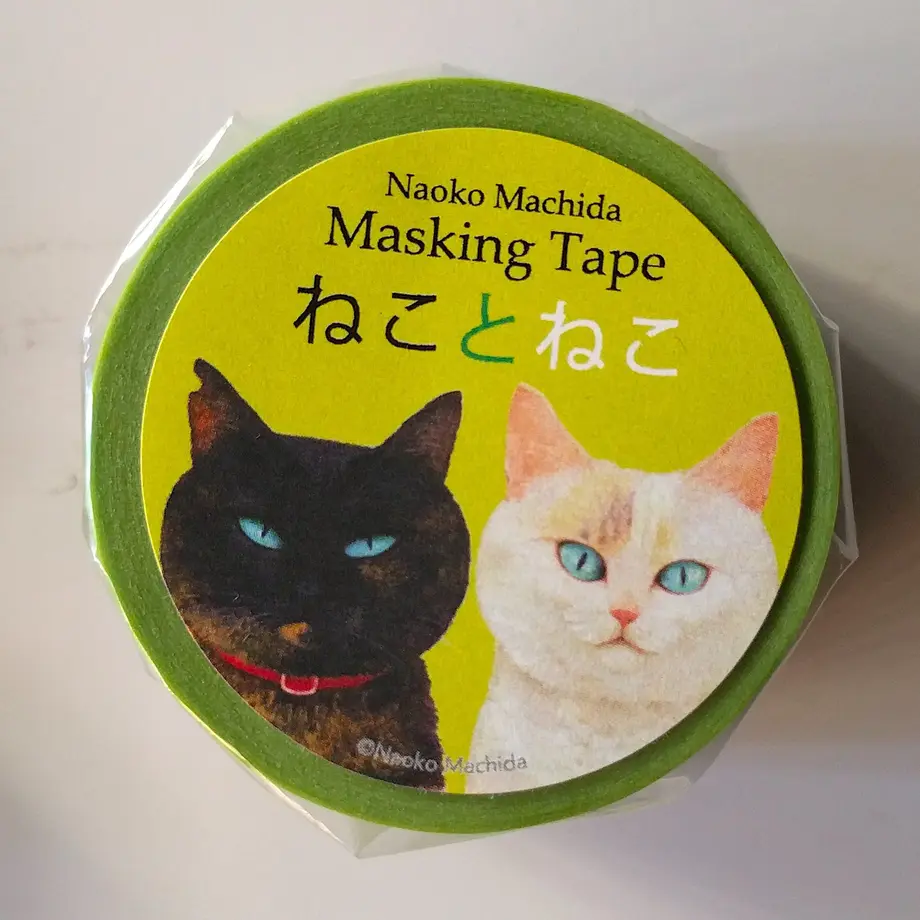 Naoko Machida
Masking Tape
ねことねこ
©Naoko Machida